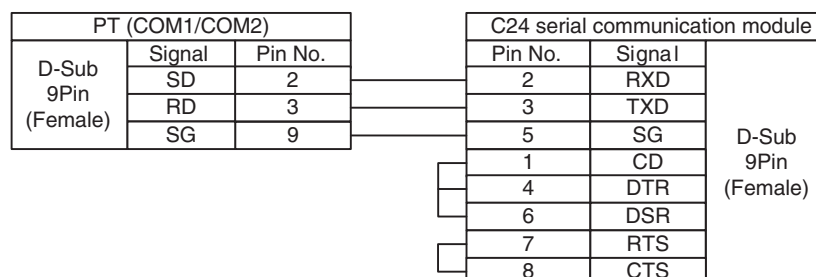 PT (COM1/COM2)
D-Sub
9Pin
(Female)
Signal Pin No.
SD 2
RD 3
SG 9
C24 serial communication module
Pin No. Signal
2 RXD
3 TXD
5 SG
1 CD
4 DTR
6 DSR
7 RTS
8 CTS
D-Sub
9Pin
(Female)